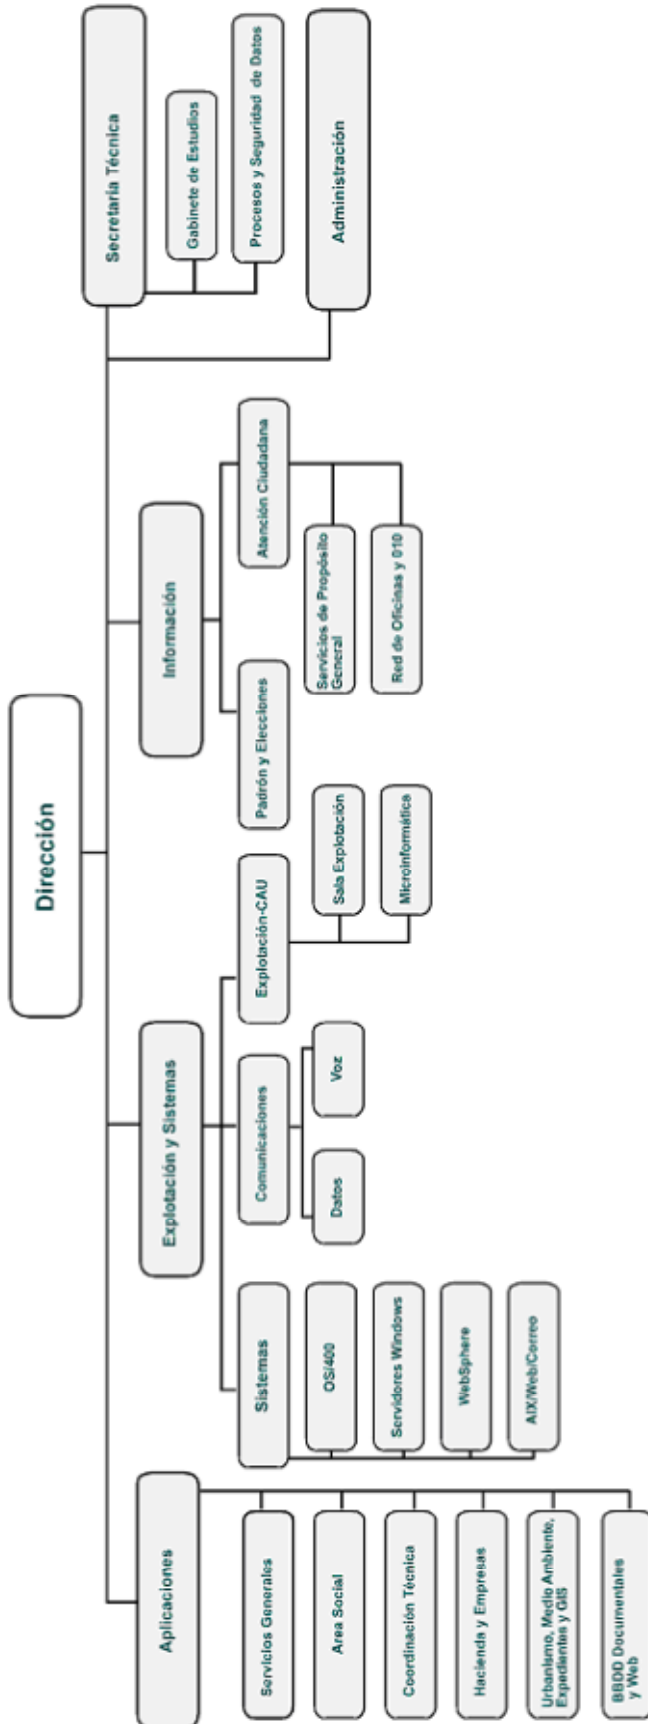 Dirección
Aplicaciones
Servicios Generales
Area Social
Coordinación Técnica
Hacienda y Empresas
Urbanismo, Medio Ambiente,
Expedientes y GIS
BBDD Documentales
y Web
Explotación y Sistemas
Sistemas
OS/400
Servidores Windows
WebSphere
AIX/Web/Correo
Comunicaciones
Datos
Voz
Explotación-CAU
Sala Explotación
Microinformática
Información
Padrón y Elecciones
Atención Ciudadana
Servicios de Propósito
General
Red de Oficinas y 010
Secretaría Técnica
Gabinete de Estudios
Procesos y Seguridad de Datos
Administración